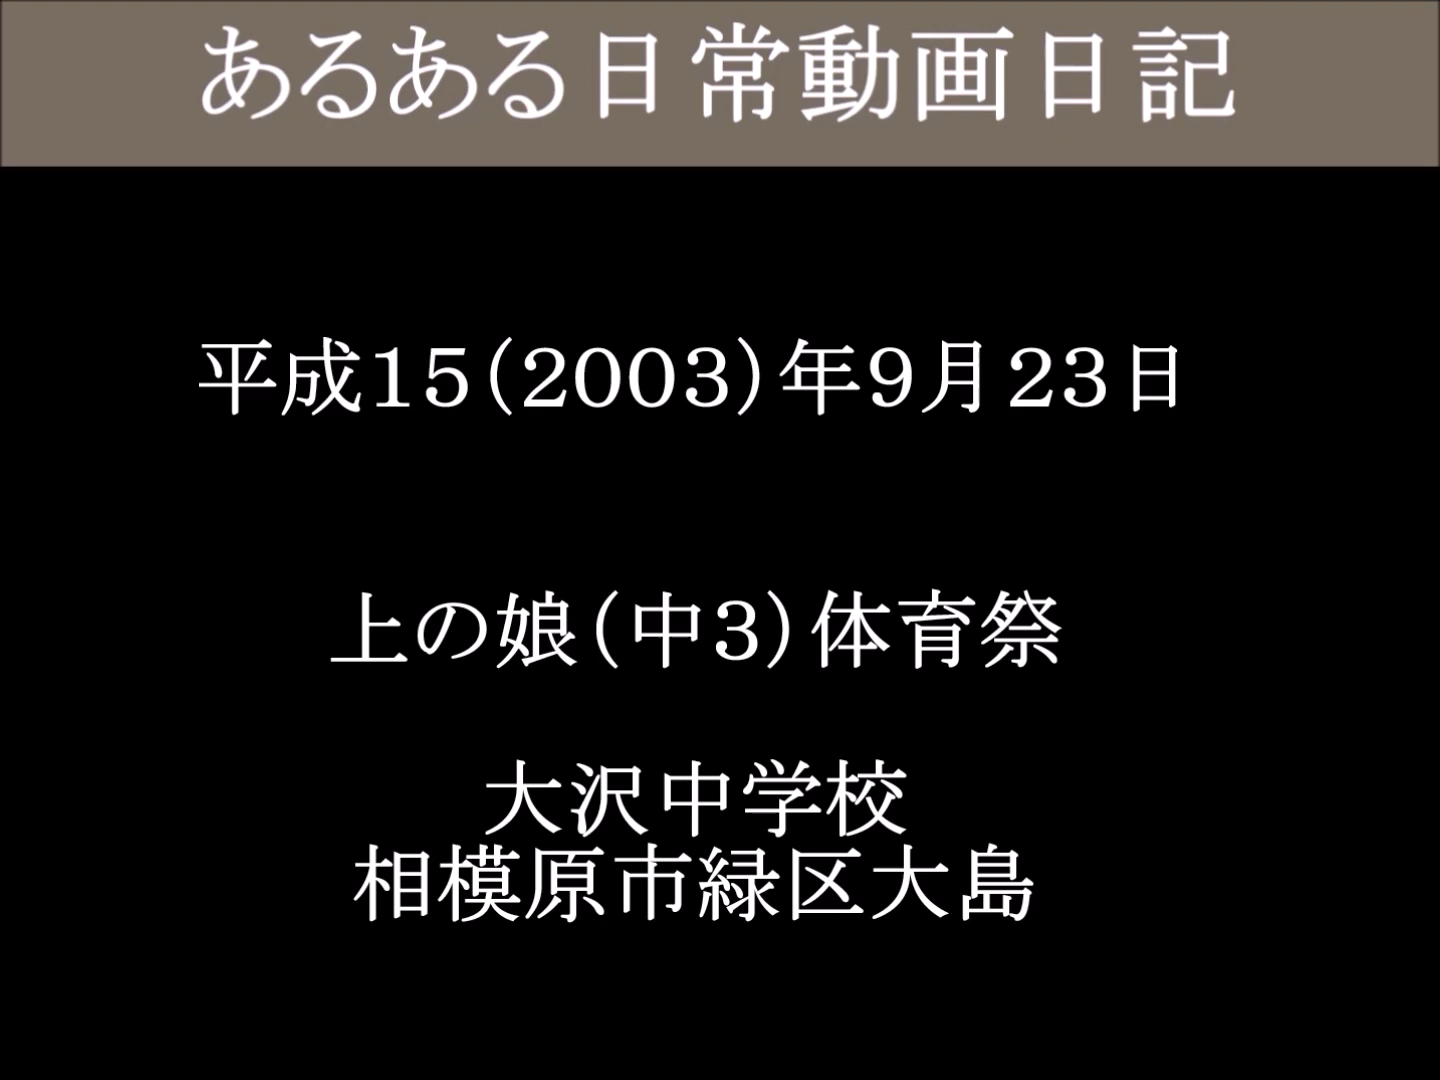 あるある日常動画日記
平成１５（２００３）年９月２３日
上の娘（中３）体育祭
大沢中学校
相模原市緑区大島